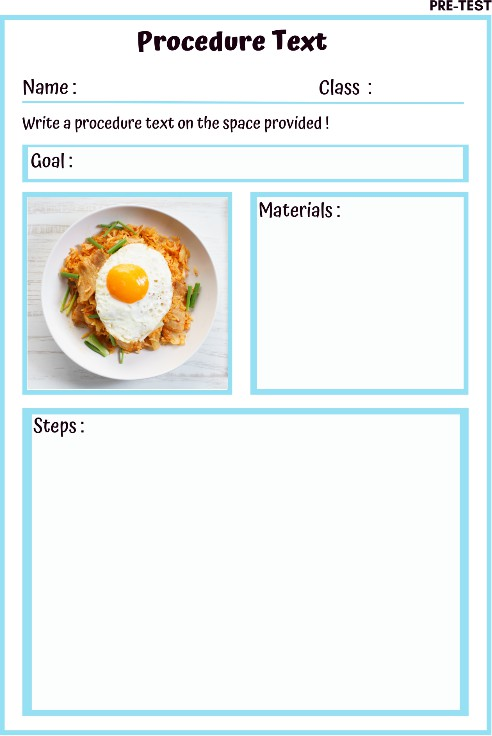 PRE-TEST
Procedure Text
Name : Class :
Write a procedure text on the space provided !
Goal :
Materials :
Steps :